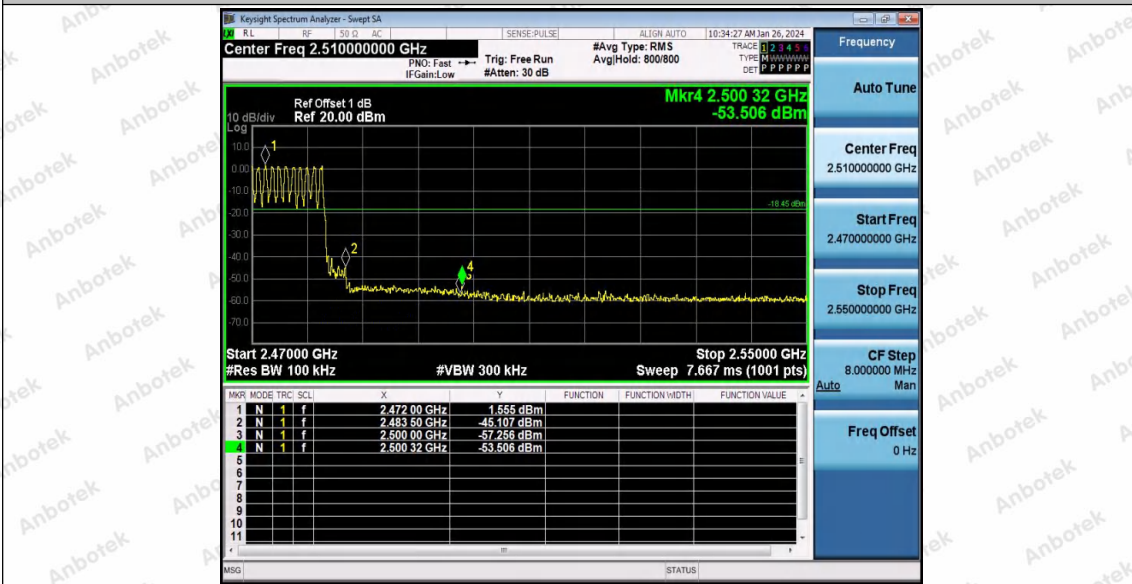 Keysight Spectrum Analyzer - Swept SA
RL RF 50 Ω AC SENSE:PULSE ALIGN AUTO 10:34:27 AM Jan 26, 2024
Center Freq 2.510000000 GHz
PNO: Fast
IFGain:Low
Trig: Free Run
#Atten: 30 dB
#Avg Type: RMS
Avg|Hold: 800/800
TRACE 1 2 3 4 5 6
TYPE M W W W W W
DET P P P P P P
Mkr4 2.500 32 GHz
-53.506 dBm
Ref Offset 1 dB
10 dB/div Ref 20.00 dBm
Log
10.0
0.00
-10.0
-20.0
-30.0
-40.0
-50.0
-60.0
-70.0
1
2
4
-18.45 dBm
Start 2.47000 GHz Stop 2.55000 GHz
#Res BW 100 kHz #VBW 300 kHz Sweep 7.667 ms (1001 pts)
MKR MODE TRC SCL X Y FUNCTION FUNCTION WIDTH FUNCTION VALUE
1 N 1 f 2.472 00 GHz 1.555 dBm
2 N 1 f 2.483 50 GHz -45.107 dBm
3 N 1 f 2.500 00 GHz -57.256 dBm
4 N 1 f 2.500 32 GHz -53.506 dBm
5
6
7
8
9
10
11
MSG STATUS
Frequency
Auto Tune
Center Freq
2.510000000 GHz
Start Freq
2.470000000 GHz
Stop Freq
2.550000000 GHz
CF Step
8.000000 MHz
Auto Man
Freq Offset
0 Hz
Anbotek